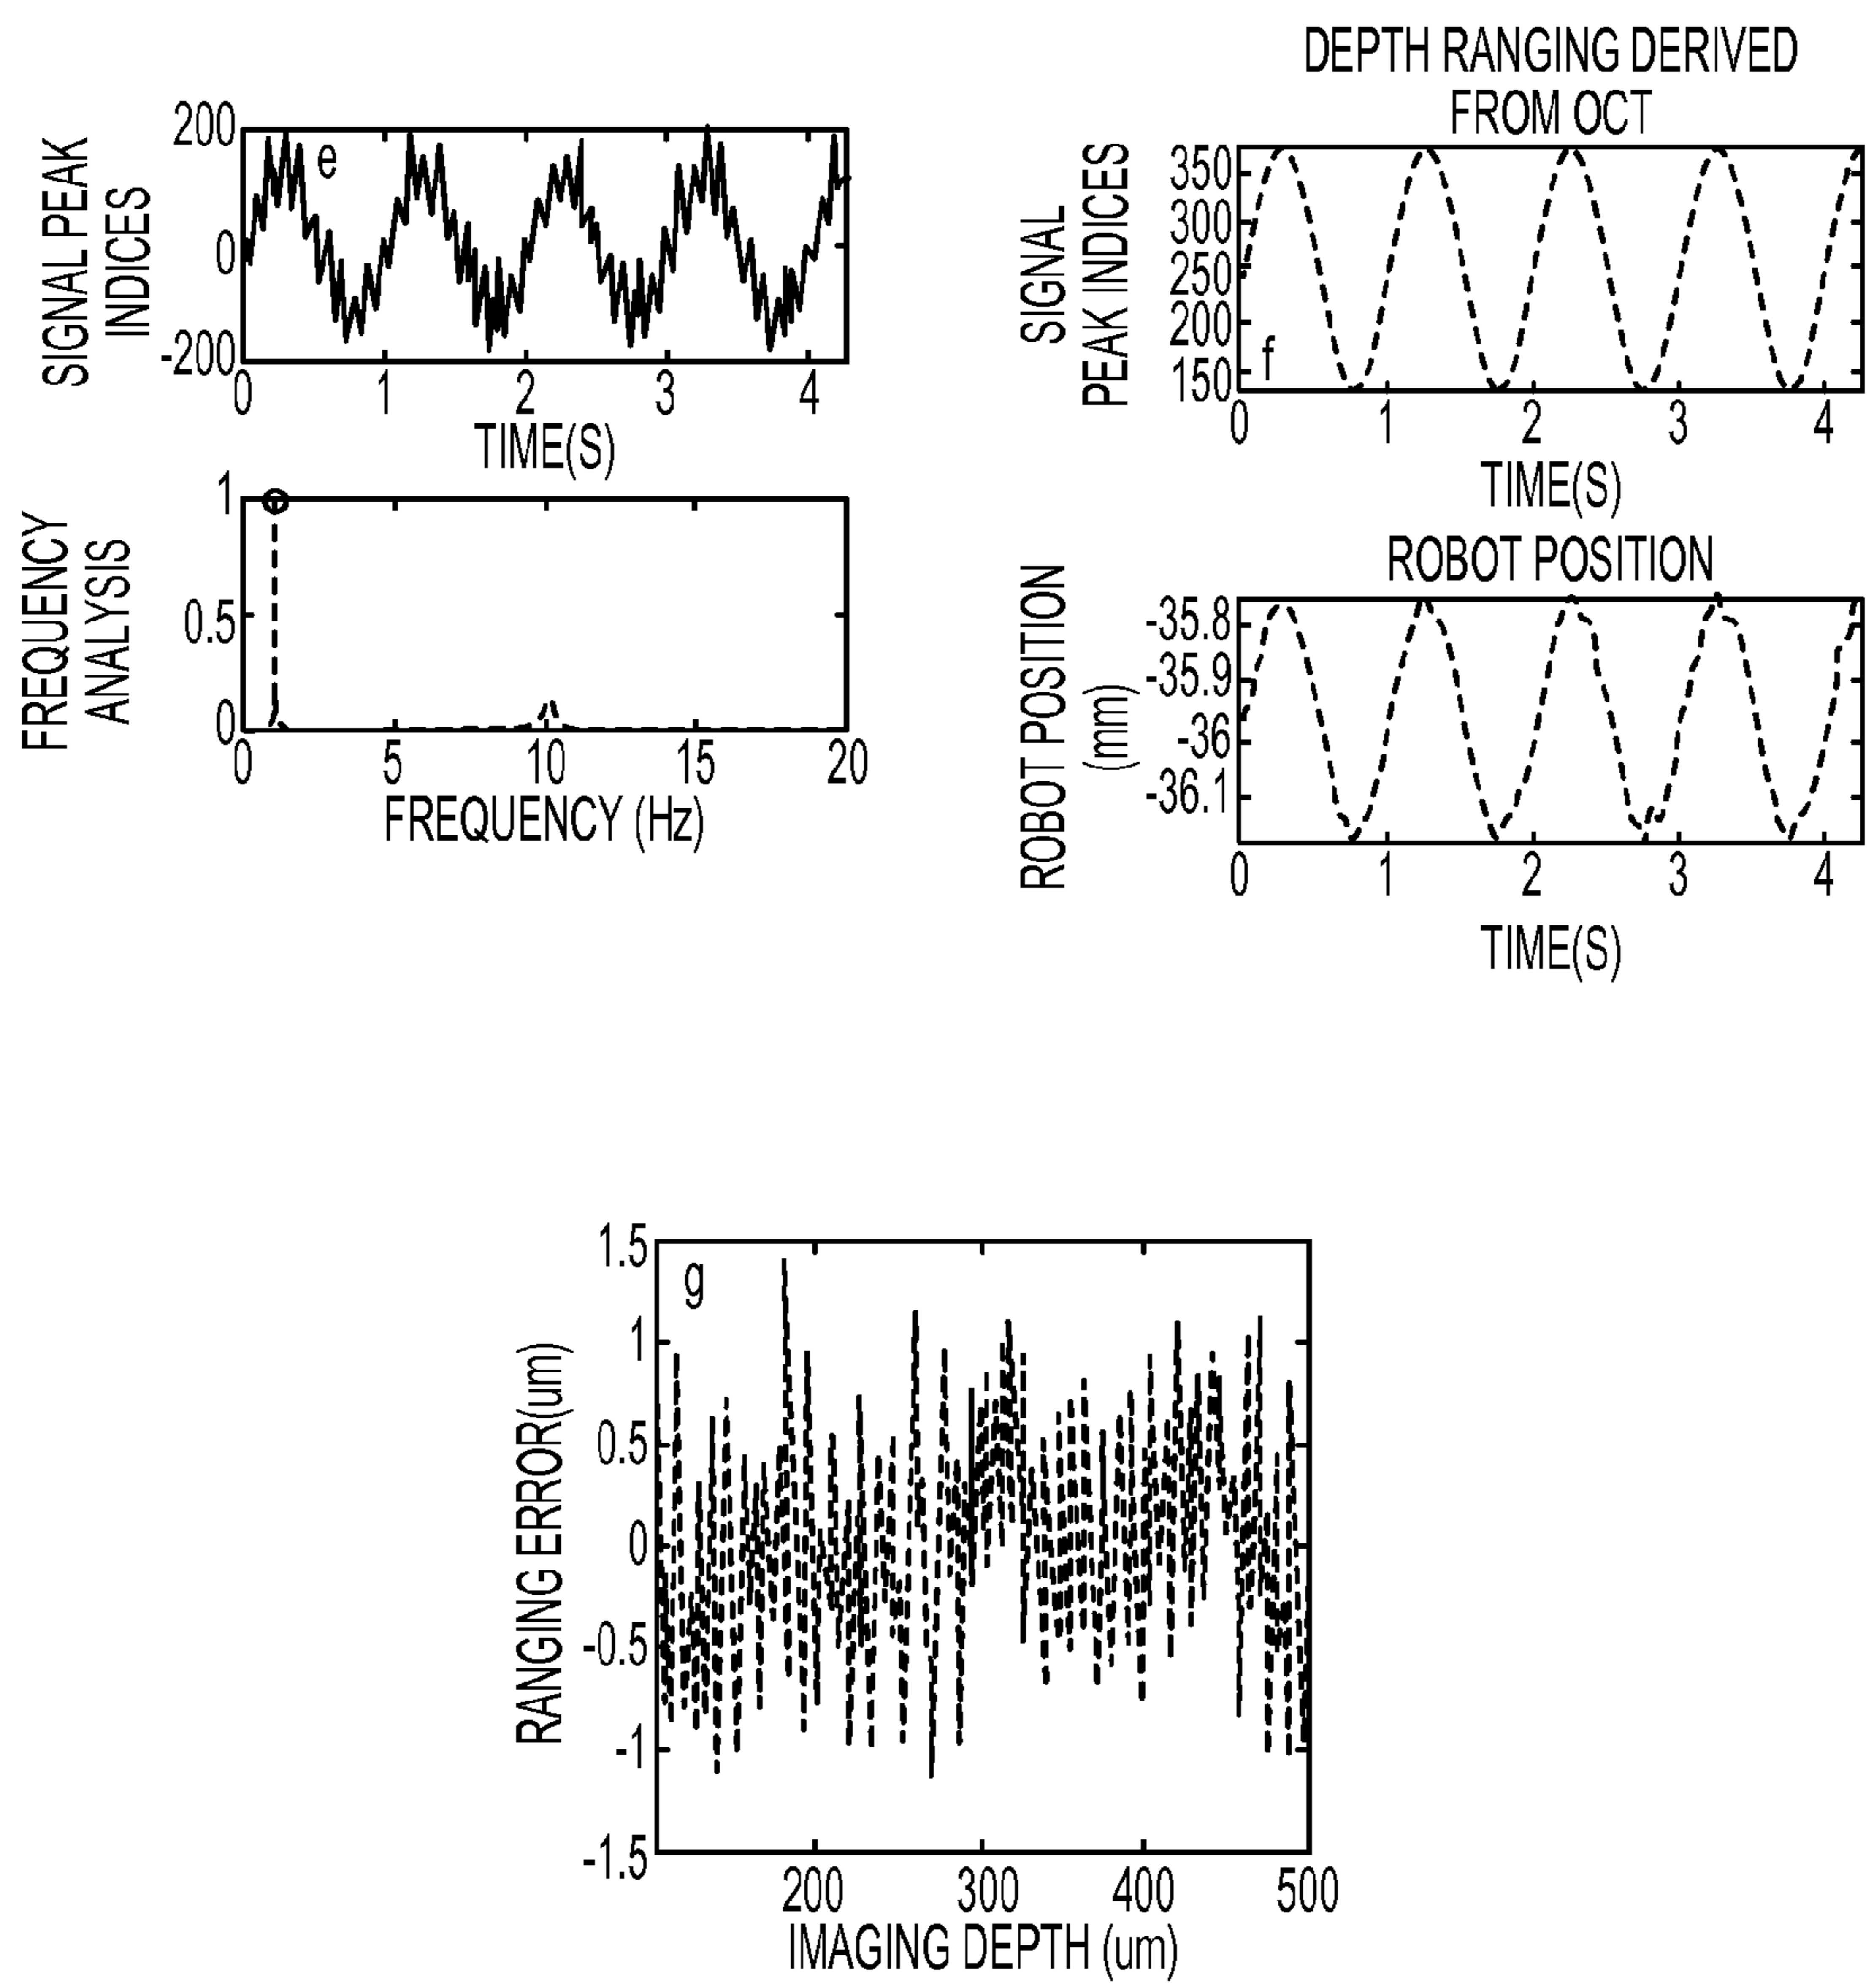 SIGNAL PEAK
INDICES
200
0
-200
e
0 1 2 3 4
TIME(S)
FREQUENCY
ANALYSIS
1
0.5
0
0 5 10 15 20
FREQUENCY (Hz)
DEPTH RANGING DERIVED
FROM OCT
SIGNAL
PEAK INDICES
350
300
250
200
150
f
0 1 2 3 4
TIME(S)
ROBOT POSITION
ROBOT POSITION
(mm)
-35.8
-35.9
-36
-36.1
0 1 2 3 4
TIME(S)
RANGING ERROR(um)
1.5
1
0.5
0
-0.5
-1
-1.5
g
200 300 400 500
IMAGING DEPTH (um)